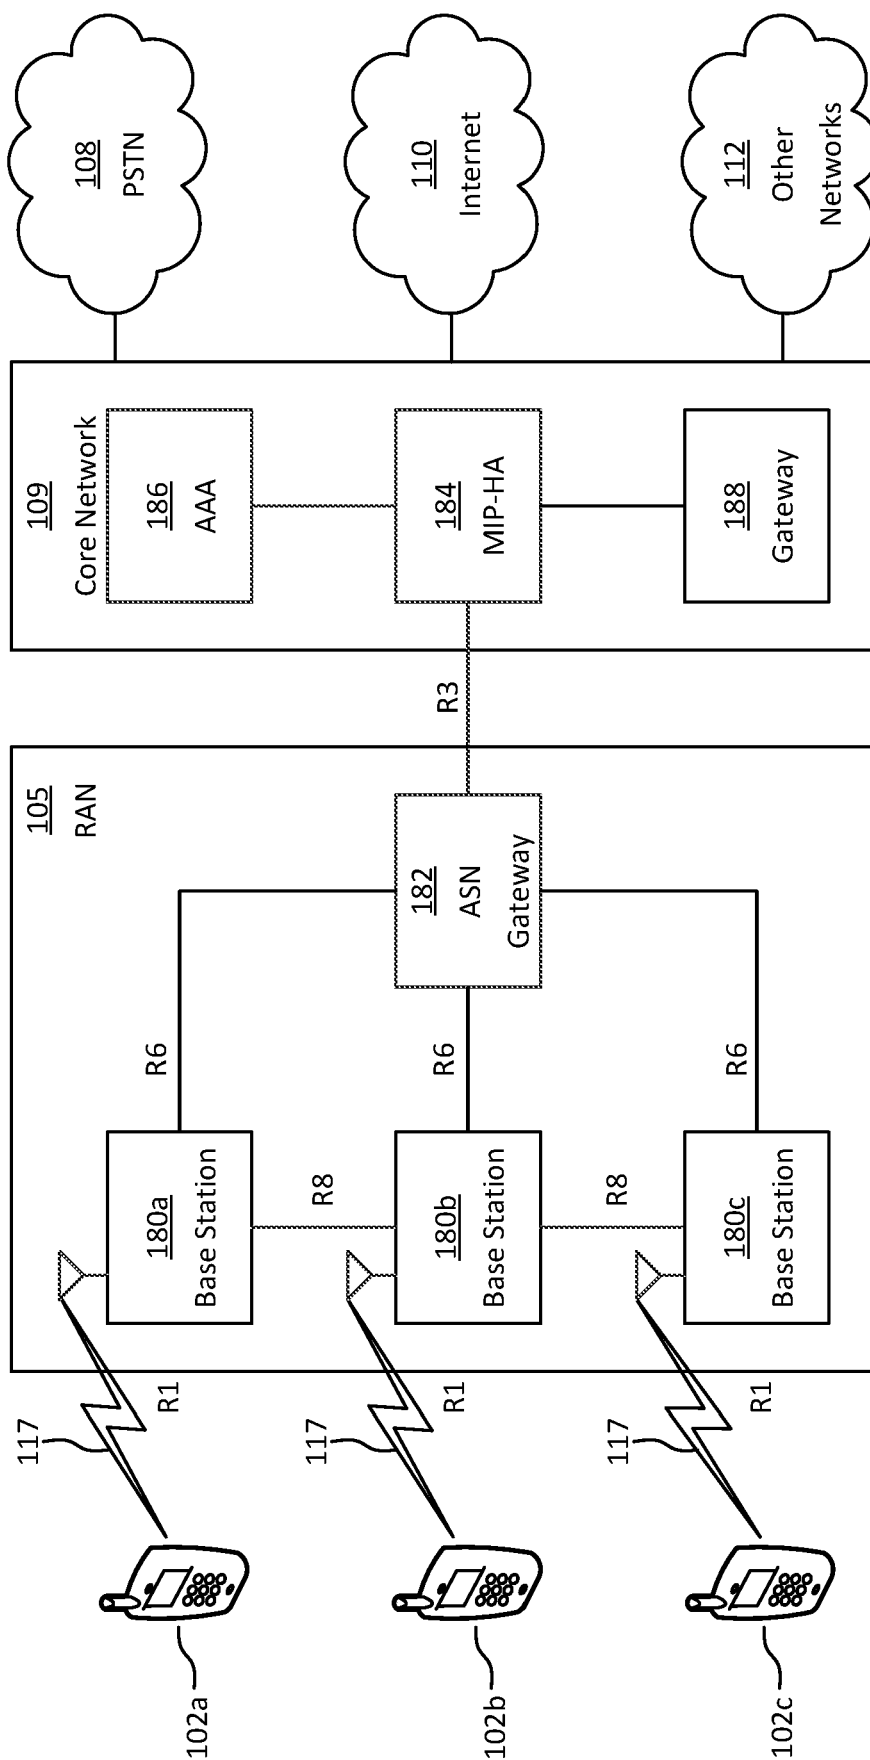 102a
102b
102c
117
117
117
R1
R1
R1
105
RAN
180a
Base Station
180b
Base Station
180c
Base Station
R8
R8
R6
R6
R6
182
ASN
Gateway
R3
109
Core Network
186
AAA
184
MIP-HA
188
Gateway
108
PSTN
110
Internet
112
Other
Networks